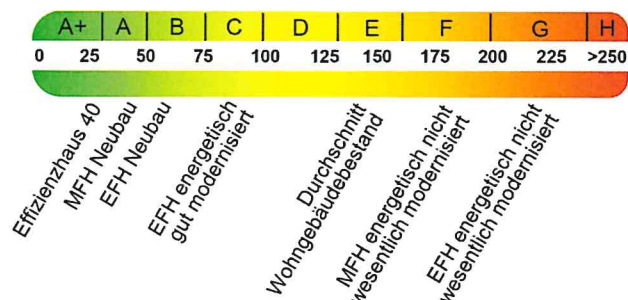 A+ A B C D E F G H
0 25 50 75 100 125 150 175 200 225 >250
Effizienzhaus 40
MFH Neubau
EFH Neubau
EFH energetisch
gut modernisiert
Durchschnitt
Wohngebäudebestand
MFH energetisch nicht
wesentlich modernisiert
EFH energetisch nicht
wesentlich modernisiert